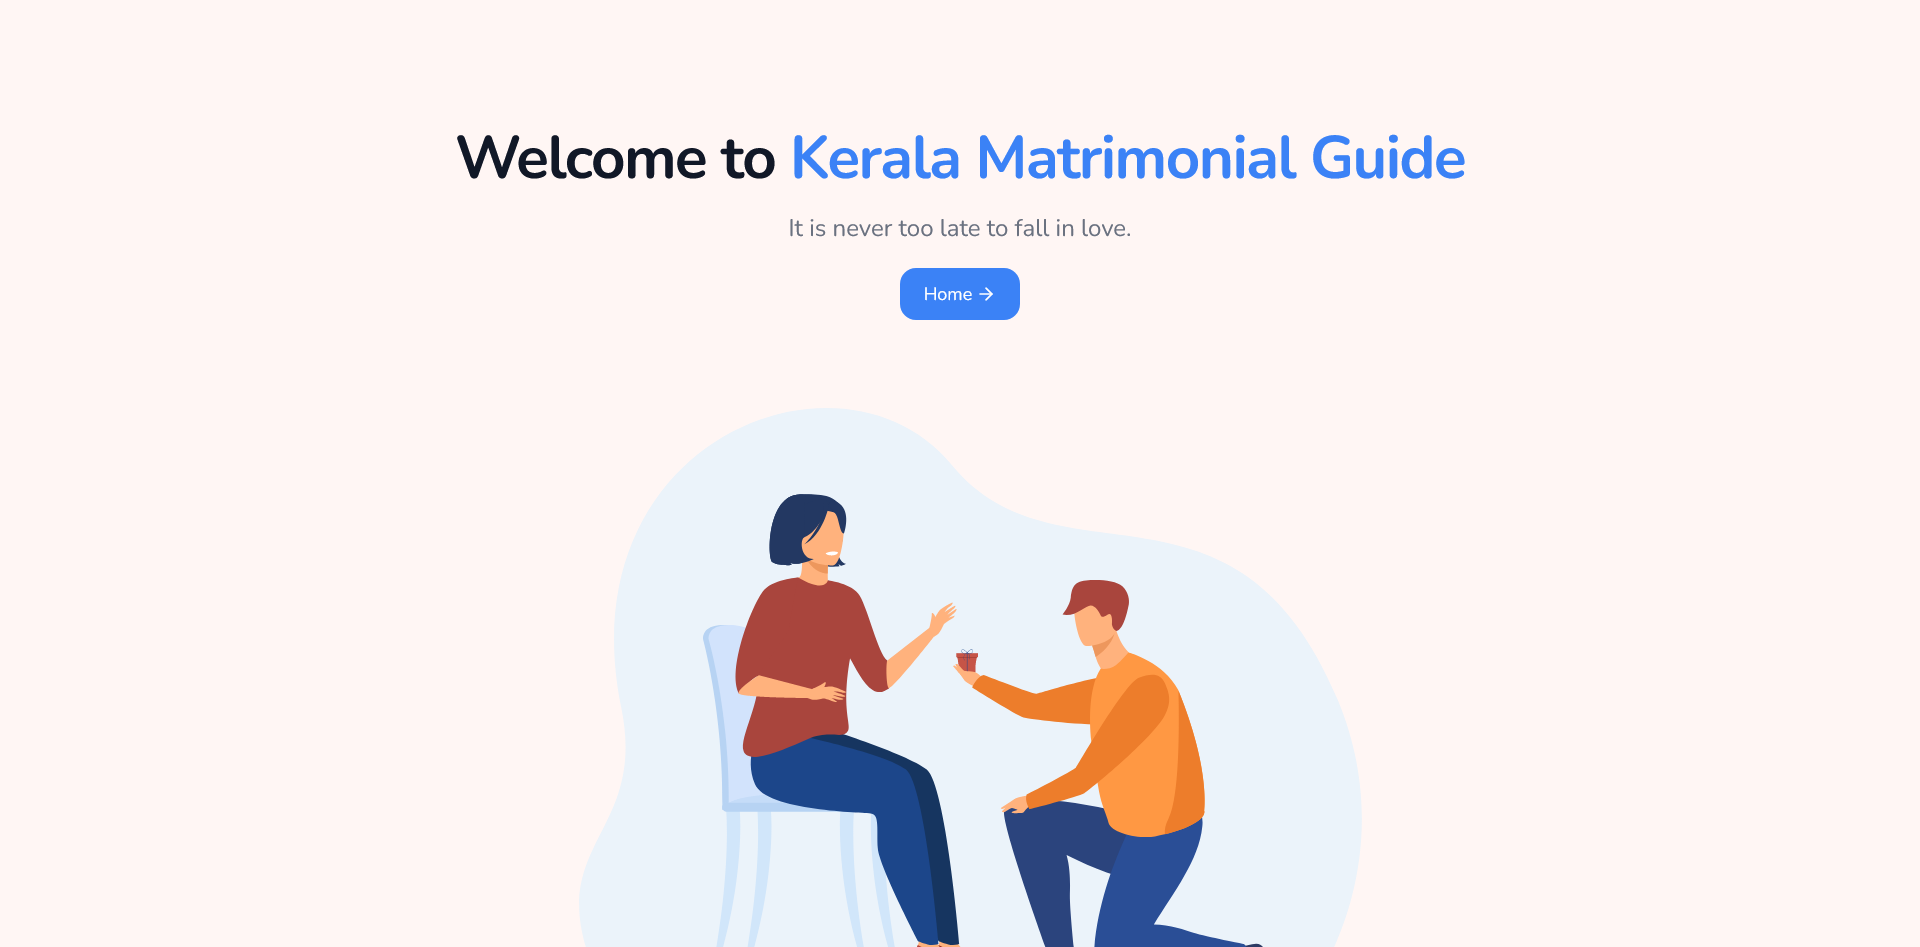 Welcome to Kerala Matrimonial Guide
It is never too late to fall in love.
Home →